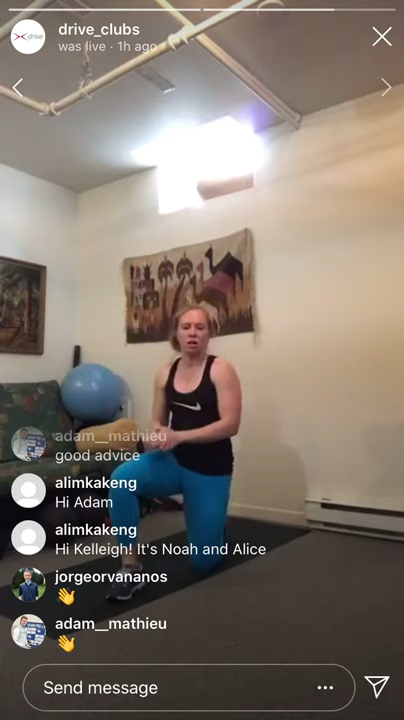 drive
drive_clubs
was live · 1h ago
adam__mathieu
good advice
alimkakeng
Hi Adam
alimkakeng
Hi Kelleigh! It's Noah and Alice
jorgeorvananos
👋
adam__mathieu
👋
Send message